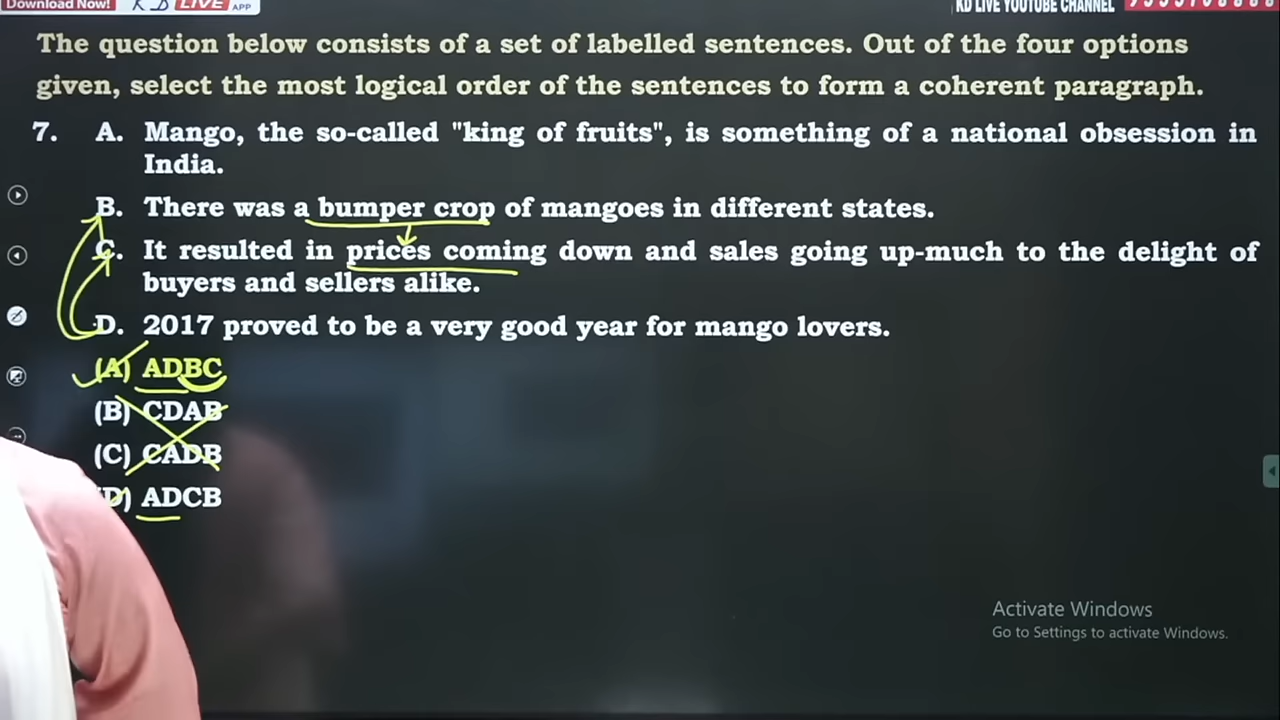 Download Now!
K D LIVE APP
KD LIVE YOUTUBE CHANNEL
The question below consists of a set of labelled sentences. Out of the four options
given, select the most logical order of the sentences to form a coherent paragraph.
7. A. Mango, the so-called "king of fruits", is something of a national obsession in
India.
B. There was a bumper crop of mangoes in different states.
C. It resulted in prices coming down and sales going up-much to the delight of
buyers and sellers alike.
D. 2017 proved to be a very good year for mango lovers.
(A) ADBC
(B) CDAB
(C) CADB
(D) ADCB
Activate Windows
Go to Settings to activate Windows.